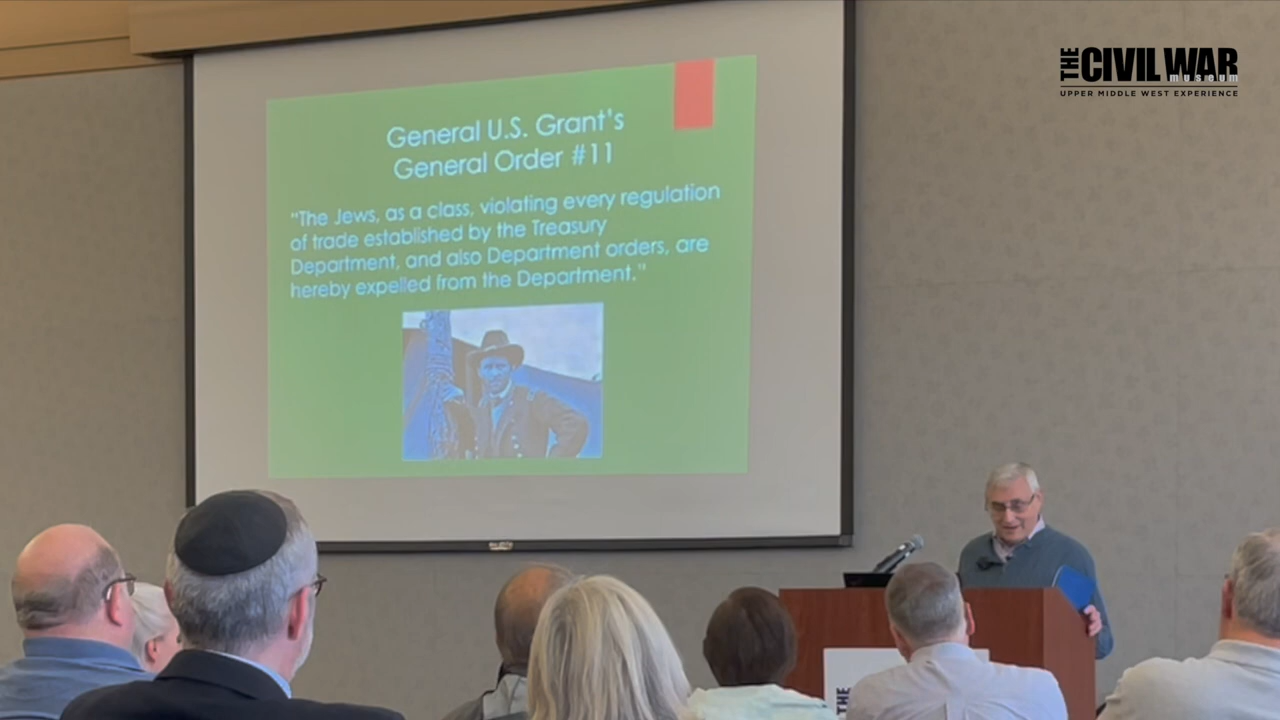 THE CIVIL WAR
museum
UPPER MIDDLE WEST EXPERIENCE
General U.S. Grant's
General Order #11
"The Jews, as a class, violating every regulation
of trade established by the Treasury
Department, and also Department orders, are
hereby expelled from the Department."
THE